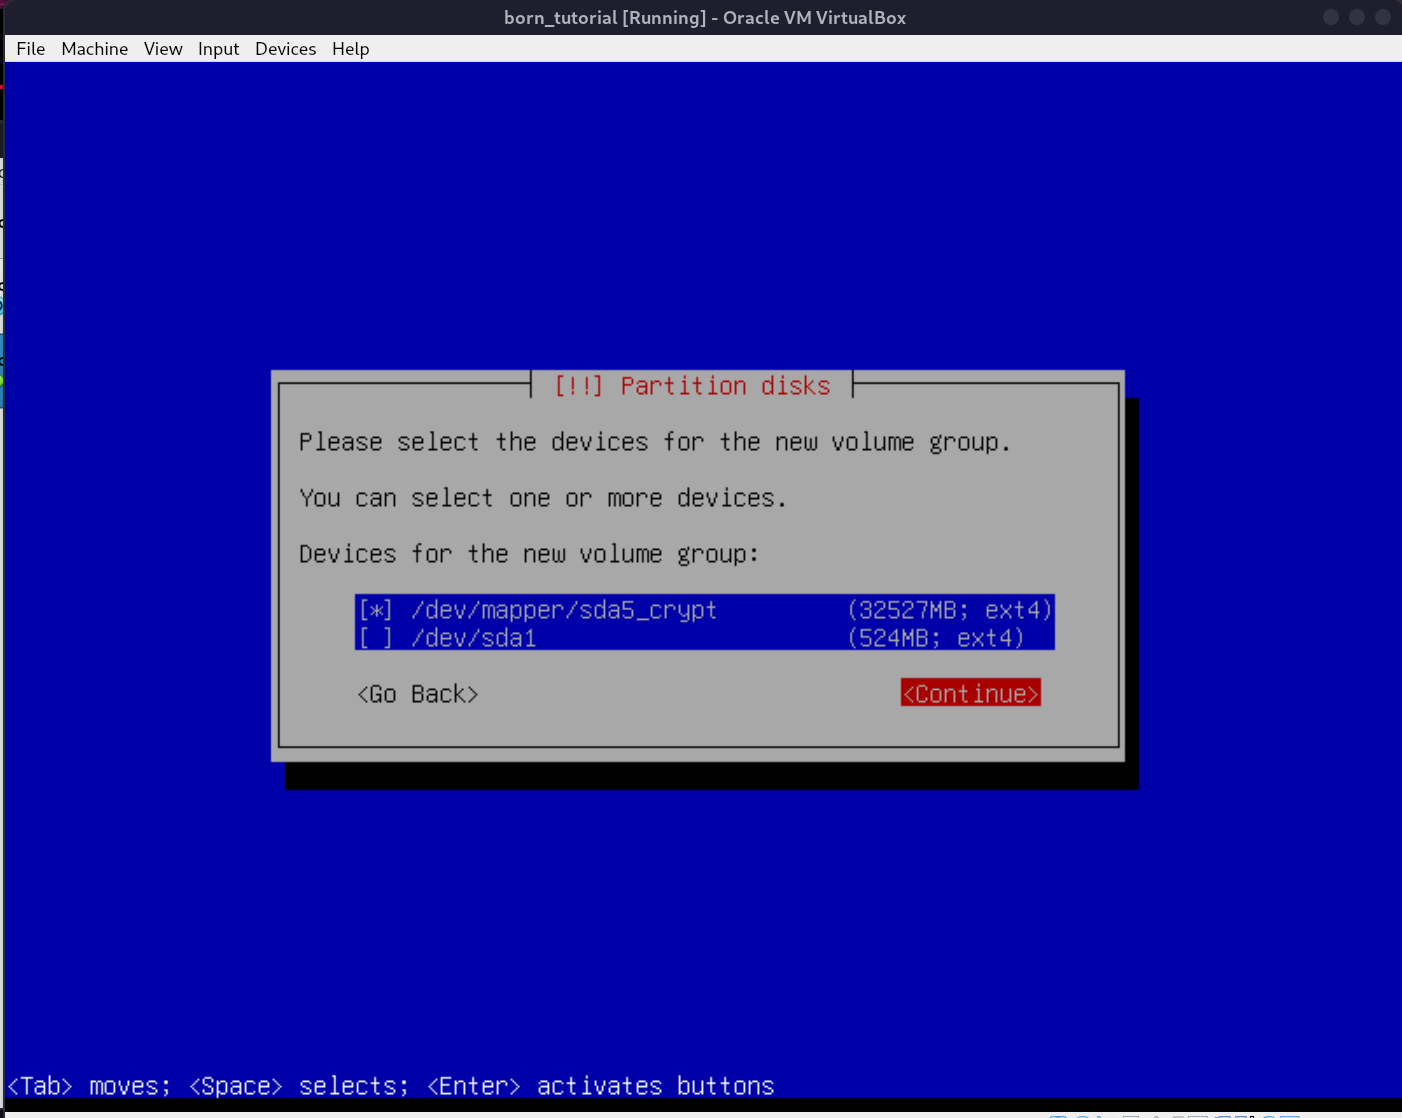 born_tutorial [Running] - Oracle VM VirtualBox
File Machine View Input Devices Help
[!!] Partition disks
Please select the devices for the new volume group.
You can select one or more devices.
Devices for the new volume group:
[*] /dev/mapper/sda5_crypt (32527MB; ext4)
[ ] /dev/sda1 (524MB; ext4)
<Go Back> <Continue>
<Tab> moves; <Space> selects; <Enter> activates buttons